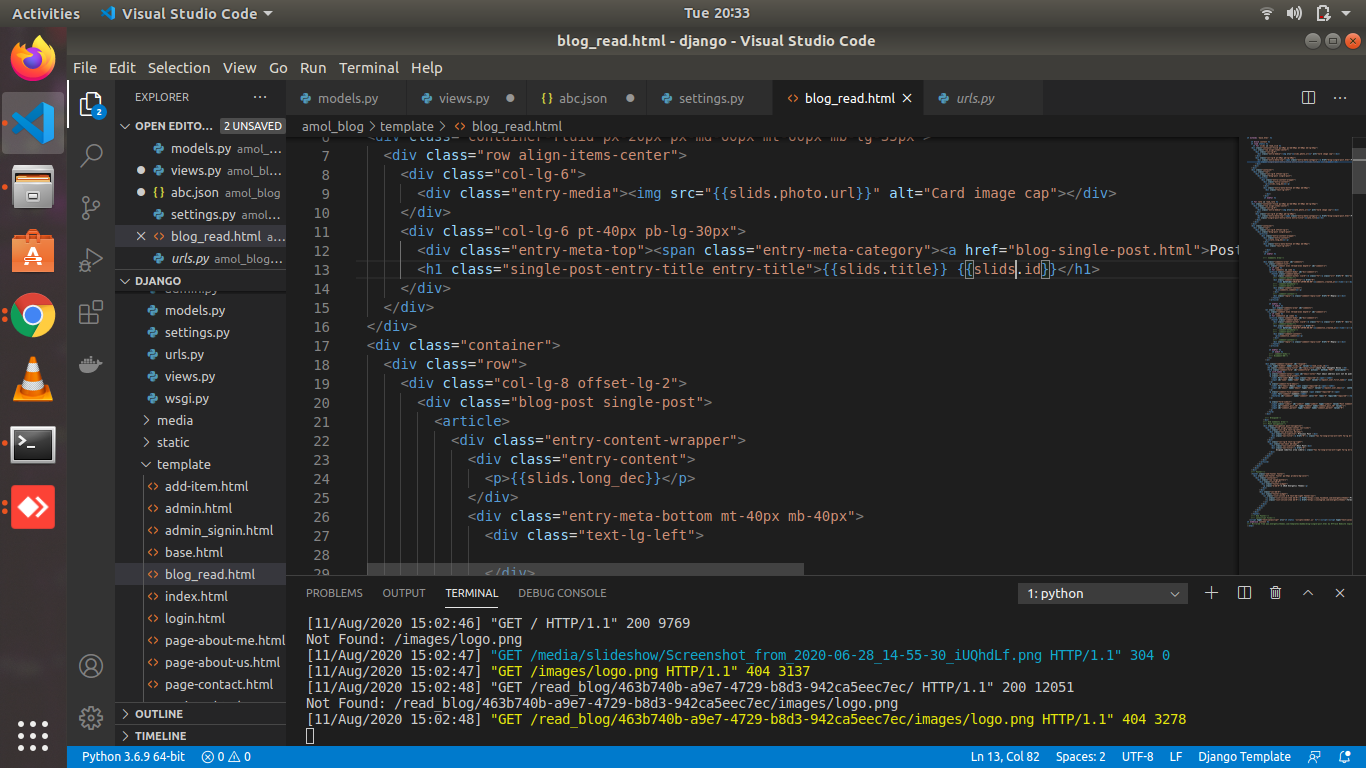 Activities Visual Studio Code Tue 20:33
blog_read.html - django - Visual Studio Code
File Edit Selection View Go Run Terminal Help
2
EXPLORER ···
models.py views.py abc.json settings.py blog_read.html urls.py
OPEN EDITO... 2 UNSAVED
models.py amol_...
views.py amol_bl...
abc.json amol_blog
settings.py amol...
blog_read.html a...
urls.py amol_blog...
DJANGO
models.py
settings.py
urls.py
views.py
wsgi.py
media
static
template
add-item.html
admin.html
admin_signin.html
base.html
blog_read.html
index.html
login.html
page-about-me.html
page-about-us.html
page-contact.html
OUTLINE
TIMELINE
amol_blog > template > blog_read.html
7 <div class="row align-items-center">
8 <div class="col-lg-6">
9 <div class="entry-media"><img src="{{slids.photo.url}}" alt="Card image cap"></div>
10 </div>
11 <div class="col-lg-6 pt-40px pb-lg-30px">
12 <div class="entry-meta-top"><span class="entry-meta-category"><a href="blog-single-post.html">Post
13 <h1 class="single-post-entry-title entry-title">{{slids.title}} {{slids.id}}</h1>
14 </div>
15 </div>
16 </div>
17 <div class="container">
18 <div class="row">
19 <div class="col-lg-8 offset-lg-2">
20 <div class="blog-post single-post">
21 <article>
22 <div class="entry-content-wrapper">
23 <div class="entry-content">
24 <p>{{slids.long_dec}}</p>
25 </div>
26 <div class="entry-meta-bottom mt-40px mb-40px">
27 <div class="text-lg-left">
28
29 </div>
PROBLEMS OUTPUT TERMINAL DEBUG CONSOLE 1: python
[11/Aug/2020 15:02:46] "GET / HTTP/1.1" 200 9769
Not Found: /images/logo.png
[11/Aug/2020 15:02:47] "GET /media/slideshow/Screenshot_from_2020-06-28_14-55-30_iUQhdLf.png HTTP/1.1" 304 0
[11/Aug/2020 15:02:47] "GET /images/logo.png HTTP/1.1" 404 3137
[11/Aug/2020 15:02:48] "GET /read_blog/463b740b-a9e7-4729-b8d3-942ca5eec7ec/ HTTP/1.1" 200 12051
Not Found: /read_blog/463b740b-a9e7-4729-b8d3-942ca5eec7ec/images/logo.png
[11/Aug/2020 15:02:48] "GET /read_blog/463b740b-a9e7-4729-b8d3-942ca5eec7ec/images/logo.png HTTP/1.1" 404 3278
Python 3.6.9 64-bit 0 0 Ln 13, Col 82 Spaces: 2 UTF-8 LF Django Template